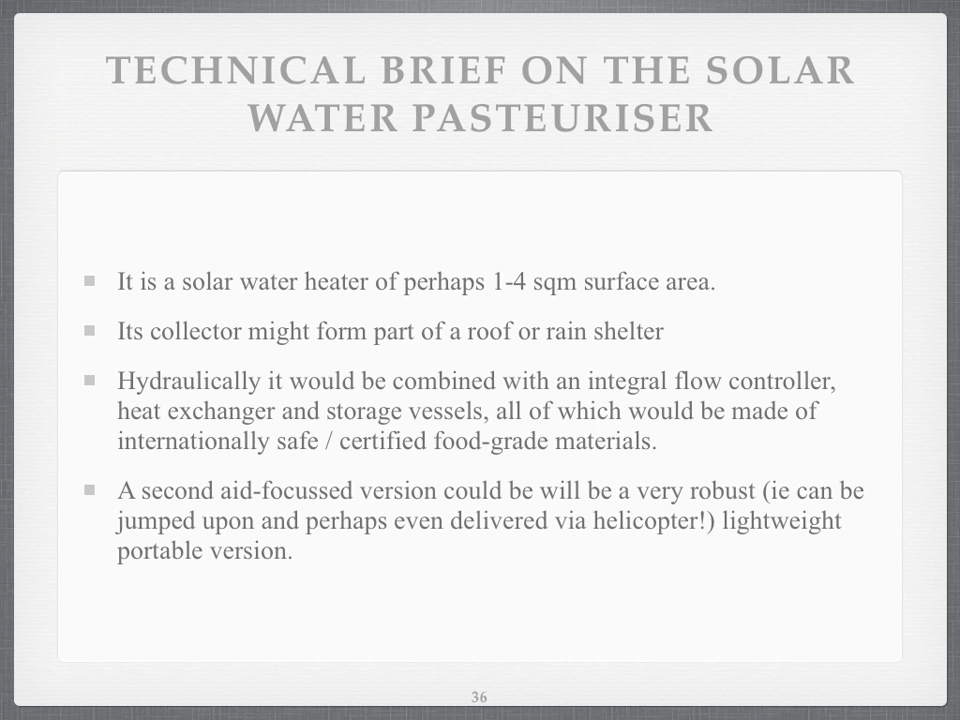 TECHNICAL BRIEF ON THE SOLAR
WATER PASTEURISER
It is a solar water heater of perhaps 1-4 sqm surface area.
Its collector might form part of a roof or rain shelter
Hydraulically it would be combined with an integral flow controller,
heat exchanger and storage vessels, all of which would be made of
internationally safe / certified food-grade materials.
A second aid-focussed version could be will be a very robust (ie can be
jumped upon and perhaps even delivered via helicopter!) lightweight
portable version.
36